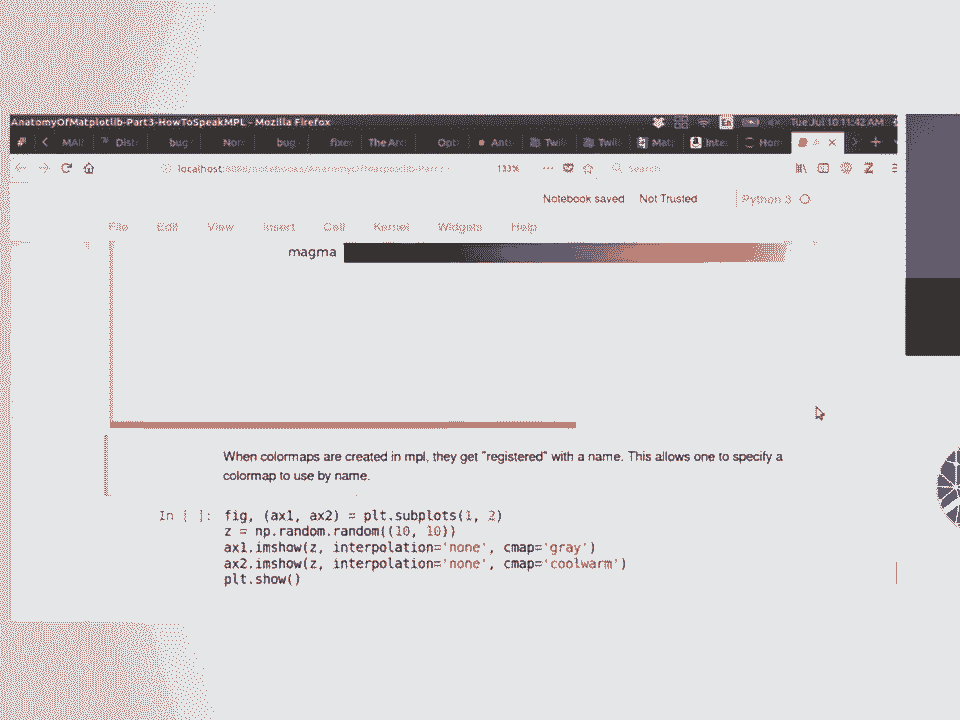 AnatomyOfMatplotlib-Part3-HowToSpeakMPL - Mozilla Firefox En Tue Jul 10 11:42 AM
MAI Dist bug Nor bug fixe The Arc Opt Ant Twit Twit Mat Inte Hom
localhost:8888/notebooks/AnatomyOfMatplotlib-Part 133% Search
Notebook saved Not Trusted Python 3
File Edit View Insert Cell Kernel Widgets Help
magma
When colormaps are created in mpl, they get "registered" with a name. This allows one to specify a
colormap to use by name.
In [ ]: fig, (ax1, ax2) = plt.subplots(1, 2)
z = np.random.random((10, 10))
ax1.imshow(z, interpolation='none', cmap='gray')
ax2.imshow(z, interpolation='none', cmap='coolwarm')
plt.show()